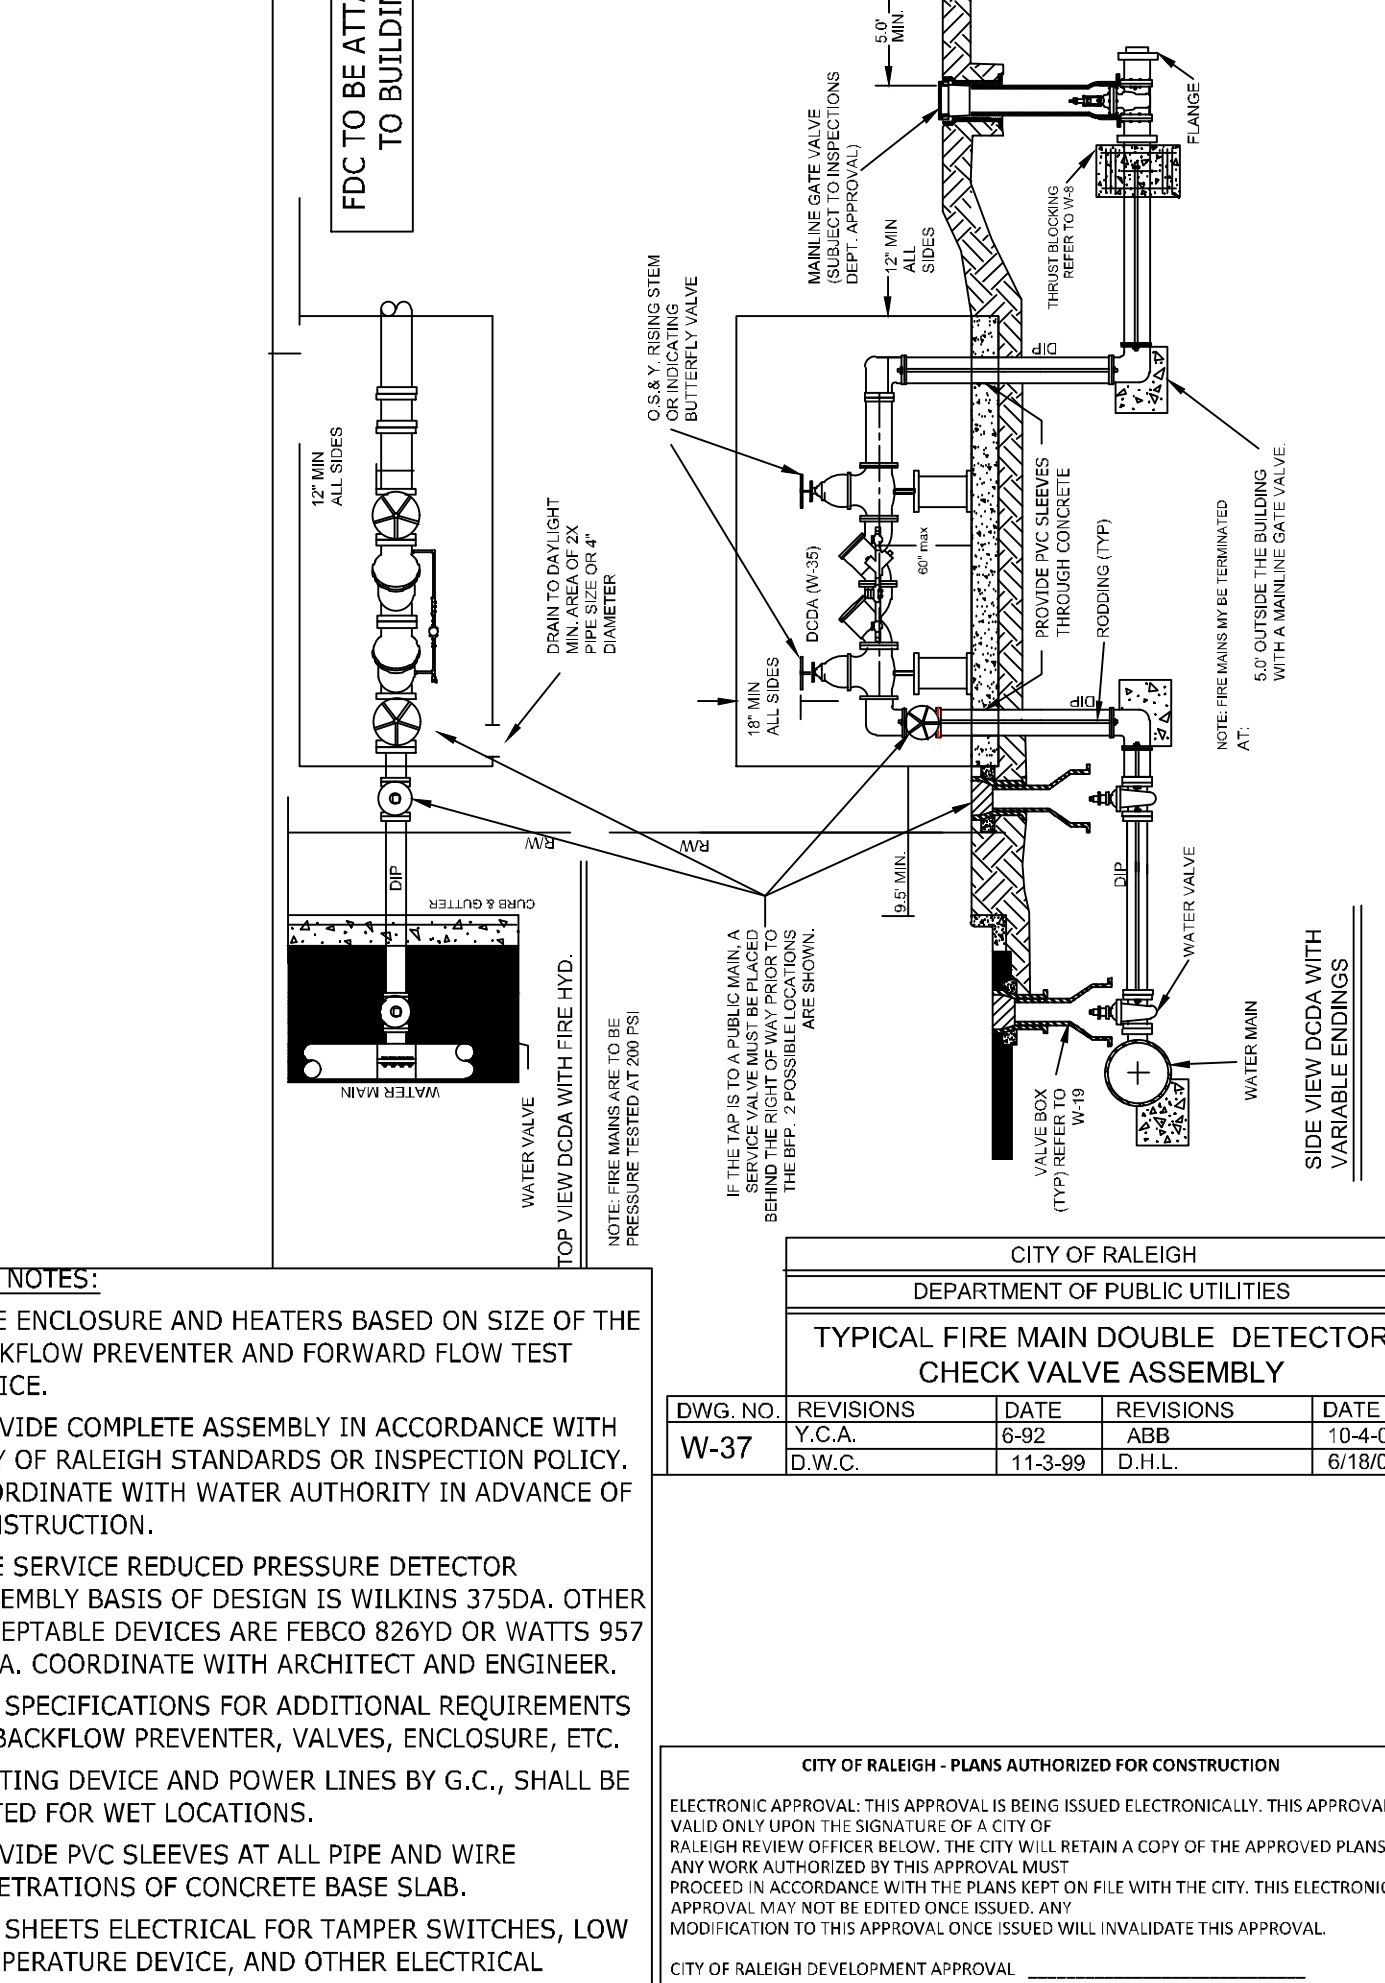 FDC TO BE ATTA
TO BUILDIN
5.0'
MIN.
MAINLINE GATE VALVE
(SUBJECT TO INSPECTIONS
DEPT. APPROVAL)
FLANGE
THRUST BLOCKING
REFER TO W-8
12" MIN
ALL
SIDES
O.S.& Y. RISING STEM
OR INDICATING
BUTTERFLY VALVE
12" MIN
ALL SIDES
DRAIN TO DAYLIGHT
MIN. AREA OF 2X
PIPE SIZE OR 4"
DIAMETER
DCDA (W-35)
60" max
DIP
PROVIDE PVC SLEEVES
THROUGH CONCRETE
RODDING (TYP)
NOTE: FIRE MAINS MY BE TERMINATED
AT:
5.0' OUTSIDE THE BUILDING
WITH A MAINLINE GATE VALVE.
18" MIN
ALL SIDES
DIP
R/W
R/W
DIP
CURB & GUTTER
9.5' MIN.
DIP
WATER VALVE
WATER MAIN
WATER VALVE
TOP VIEW DCDA WITH FIRE HYD.
NOTE: FIRE MAINS ARE TO BE
PRESSURE TESTED AT 200 PSI
IF THE TAP IS TO A PUBLIC MAIN, A
SERVICE VALVE MUST BE PLACED
BEHIND THE RIGHT OF WAY PRIOR TO
THE BFP. 2 POSSIBLE LOCATIONS
ARE SHOWN.
VALVE BOX
(TYP) REFER TO
W-19
WATER MAIN
SIDE VIEW DCDA WITH
VARIABLE ENDINGS
NOTES:
E ENCLOSURE AND HEATERS BASED ON SIZE OF THE
KFLOW PREVENTER AND FORWARD FLOW TEST
ICE.
VIDE COMPLETE ASSEMBLY IN ACCORDANCE WITH
Y OF RALEIGH STANDARDS OR INSPECTION POLICY.
ORDINATE WITH WATER AUTHORITY IN ADVANCE OF
NSTRUCTION.
E SERVICE REDUCED PRESSURE DETECTOR
EMBLY BASIS OF DESIGN IS WILKINS 375DA. OTHER
EPTABLE DEVICES ARE FEBCO 826YD OR WATTS 957
A. COORDINATE WITH ARCHITECT AND ENGINEER.
SPECIFICATIONS FOR ADDITIONAL REQUIREMENTS
BACKFLOW PREVENTER, VALVES, ENCLOSURE, ETC.
TING DEVICE AND POWER LINES BY G.C., SHALL BE
TED FOR WET LOCATIONS.
VIDE PVC SLEEVES AT ALL PIPE AND WIRE
ETRATIONS OF CONCRETE BASE SLAB.
SHEETS ELECTRICAL FOR TAMPER SWITCHES, LOW
PERATURE DEVICE, AND OTHER ELECTRICAL
CITY OF RALEIGH
DEPARTMENT OF PUBLIC UTILITIES
TYPICAL FIRE MAIN DOUBLE DETECTOR
CHECK VALVE ASSEMBLY
DWG. NO. REVISIONS DATE REVISIONS DATE
W-37 Y.C.A. 6-92 ABB 10-4-0
D.W.C. 11-3-99 D.H.L. 6/18/0
CITY OF RALEIGH - PLANS AUTHORIZED FOR CONSTRUCTION
ELECTRONIC APPROVAL: THIS APPROVAL IS BEING ISSUED ELECTRONICALLY. THIS APPROVAL
VALID ONLY UPON THE SIGNATURE OF A CITY OF
RALEIGH REVIEW OFFICER BELOW. THE CITY WILL RETAIN A COPY OF THE APPROVED PLANS
ANY WORK AUTHORIZED BY THIS APPROVAL MUST
PROCEED IN ACCORDANCE WITH THE PLANS KEPT ON FILE WITH THE CITY. THIS ELECTRONIC
APPROVAL MAY NOT BE EDITED ONCE ISSUED. ANY
MODIFICATION TO THIS APPROVAL ONCE ISSUED WILL INVALIDATE THIS APPROVAL.
CITY OF RALEIGH DEVELOPMENT APPROVAL